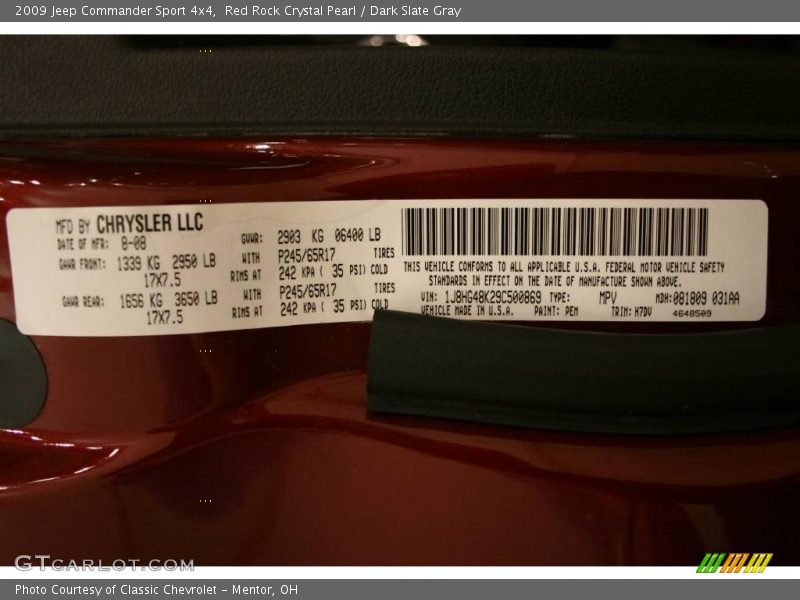 2009 Jeep Commander Sport 4x4, Red Rock Crystal Pearl / Dark Slate Gray
MFD BY CHRYSLER LLC
DATE OF MFR: 8-08
GAWR FRONT: 1339 KG 2950 LB
17X7.5
GAWR REAR: 1656 KG 3650 LB
17X7.5
GVWR: 2903 KG 06400 LB
WITH P245/65R17 TIRES
RIMS AT 242 KPA ( 35 PSI) COLD
WITH P245/65R17 TIRES
RIMS AT 242 KPA ( 35 PSI) COLD
THIS VEHICLE CONFORMS TO ALL APPLICABLE U.S.A. FEDERAL MOTOR VEHICLE SAFETY
STANDARDS IN EFFECT ON THE DATE OF MANUFACTURE SHOWN ABOVE.
VIN: 1J8HG48K29C500869 TYPE: MPV MDH:081809 031AA
VEHICLE MADE IN U.S.A. PAINT: PEM TRIM: H7DV 4648509
GTCARLOT.COM
Photo Courtesy of Classic Chevrolet - Mentor, OH